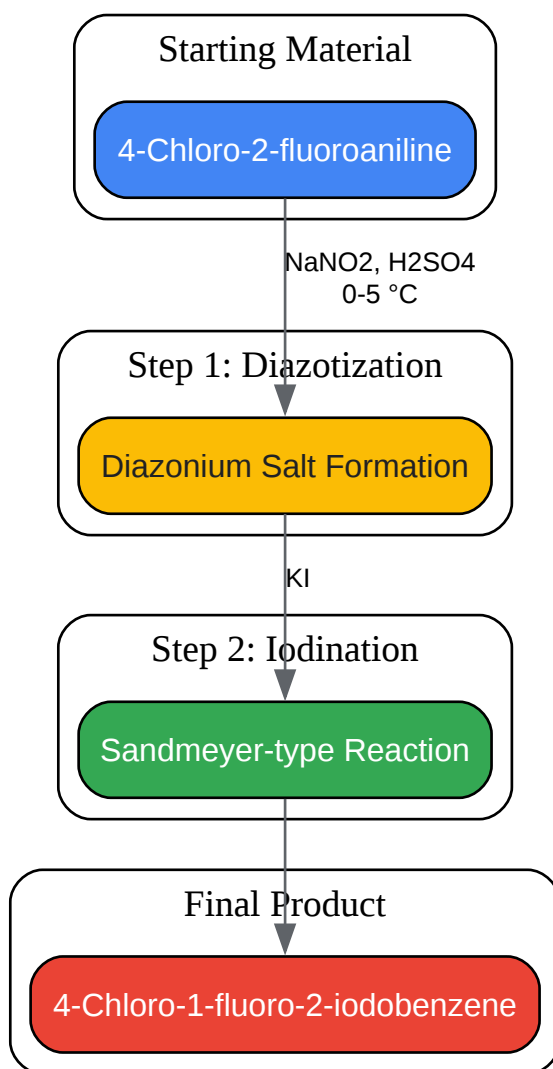 Starting Material
4-Chloro-2-fluoroaniline
NaNO2, H2SO4
0-5 °C
Step 1: Diazotization
Diazonium Salt Formation
KI
Step 2: Iodination
Sandmeyer-type Reaction
Final Product
4-Chloro-1-fluoro-2-iodobenzene